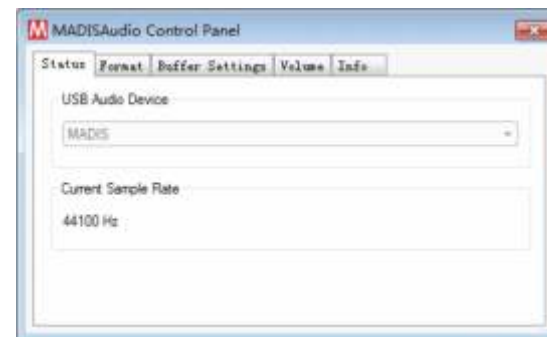 MADISAudio Control Panel
Status Format Buffer Settings Volume Info
USB Audio Device
MADIS
Current Sample Rate
44100 Hz